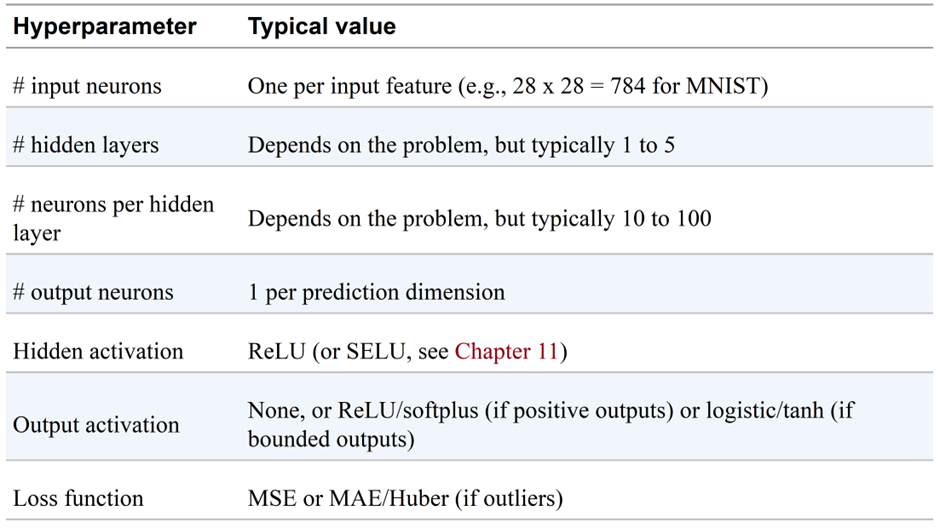 Hyperparameter Typical value
# input neurons One per input feature (e.g., 28 x 28 = 784 for MNIST)
# hidden layers Depends on the problem, but typically 1 to 5
# neurons per hidden
layer Depends on the problem, but typically 10 to 100
# output neurons 1 per prediction dimension
Hidden activation ReLU (or SELU, see Chapter 11)
Output activation None, or ReLU/softplus (if positive outputs) or logistic/tanh (if
bounded outputs)
Loss function MSE or MAE/Huber (if outliers)